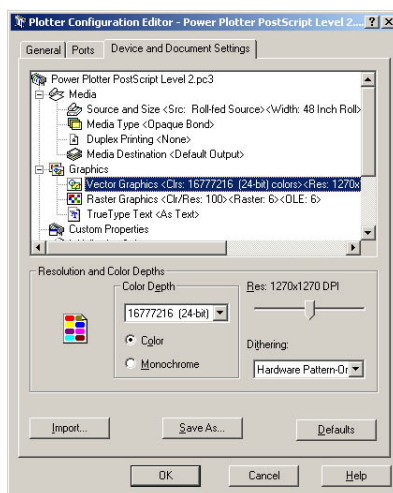 Plotter Configuration Editor - Power Plotter PostScript Level 2....
General Ports Device and Document Settings
Power Plotter PostScript Level 2.pc3
Media
Source and Size <Src: Roll-fed Source><Width: 48 Inch Roll>
Media Type <Opaque Bond>
Duplex Printing <None>
Media Destination <Default Output>
Graphics
Vector Graphics <Clrs: 16777216 (24-bit) colors><Res: 1270x
Raster Graphics <Clr/Res: 100><Raster: 6><OLE: 6>
TrueType Text <As Text>
Custom Properties
Resolution and Color Depths
Color Depth
Res: 1270x1270 DPI
16777216 (24-bit)
Color
Dithering:
Monochrome
Hardware Pattern-Or
Import...
Save As...
Defaults
OK
Cancel
Help